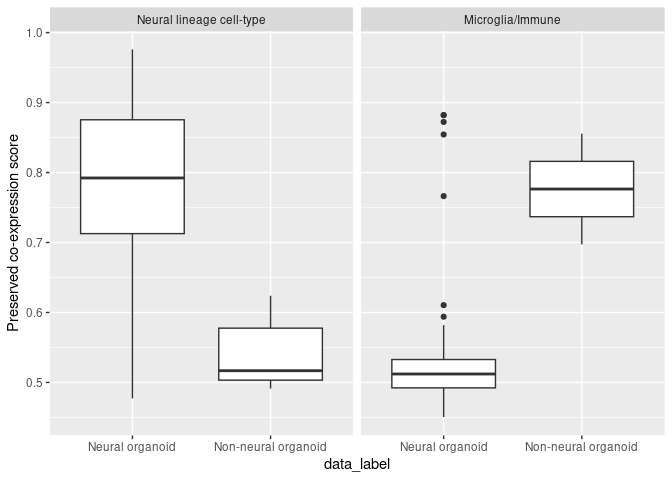 Neural lineage cell-type
Microglia/Immune
Preserved co-expression score
1.0
0.9
0.8
0.7
0.6
0.5
Neural organoid
Non-neural organoid
Neural organoid
Non-neural organoid
data_label